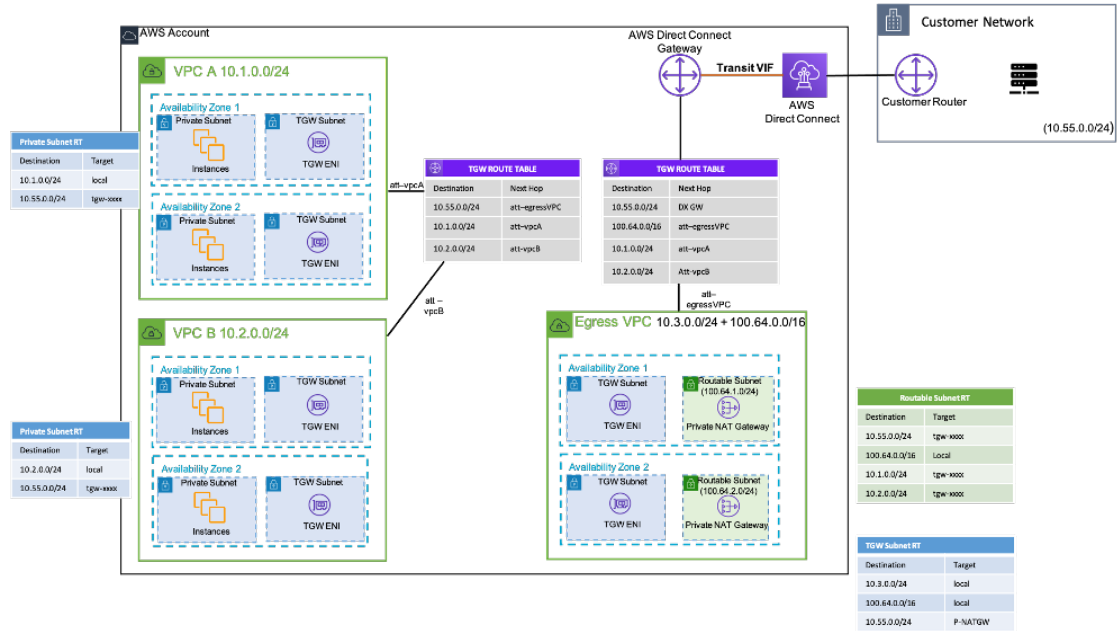 AWS Account
VPC A 10.1.0.0/24
Availability Zone 1
Private Subnet
Instances
TGW Subnet
TGW ENI
Availability Zone 2
Private Subnet
Instances
TGW Subnet
TGW ENI
Private Subnet RT
Destination Target
10.1.0.0/24 local
10.55.0.0/24 tgw-xxxx
att-vpcA
TGW ROUTE TABLE
Destination Next Hop
10.55.0.0/24 att-egressVPC
10.1.0.0/24 att-vpcA
10.2.0.0/24 att-vpcB
att –
vpcB
AWS Direct Connect
Gateway
Transit VIF
AWS
Direct Connect
Customer Network
Customer Router
(10.55.0.0/24)
TGW ROUTE TABLE
Destination Next Hop
10.55.0.0/24 DX GW
100.64.0.0/16 att-egressVPC
10.1.0.0/24 att-vpcA
10.2.0.0/24 Att-vpcB
att–
egressVPC
VPC B 10.2.0.0/24
Availability Zone 1
Private Subnet
Instances
TGW Subnet
TGW ENI
Availability Zone 2
Private Subnet
Instances
TGW Subnet
TGW ENI
Private Subnet RT
Destination Target
10.2.0.0/24 local
10.55.0.0/24 tgw-xxxx
Egress VPC 10.3.0.0/24 + 100.64.0.0/16
Availability Zone 1
TGW Subnet
TGW ENI
Routable Subnet
(100.64.1.0/24)
Private NAT Gateway
Availability Zone 2
TGW Subnet
TGW ENI
Routable Subnet
(100.64.2.0/24)
Private NAT Gateway
Routable Subnet RT
Destination Target
10.55.0.0/24 tgw-xxxx
100.64.0.0/16 Local
10.1.0.0/24 tgw-xxxx
10.2.0.0/24 tgw-xxxx
TGW Subnet RT
Destination Target
10.3.0.0/24 local
100.64.0.0/16 local
10.55.0.0/24 P-NATGW